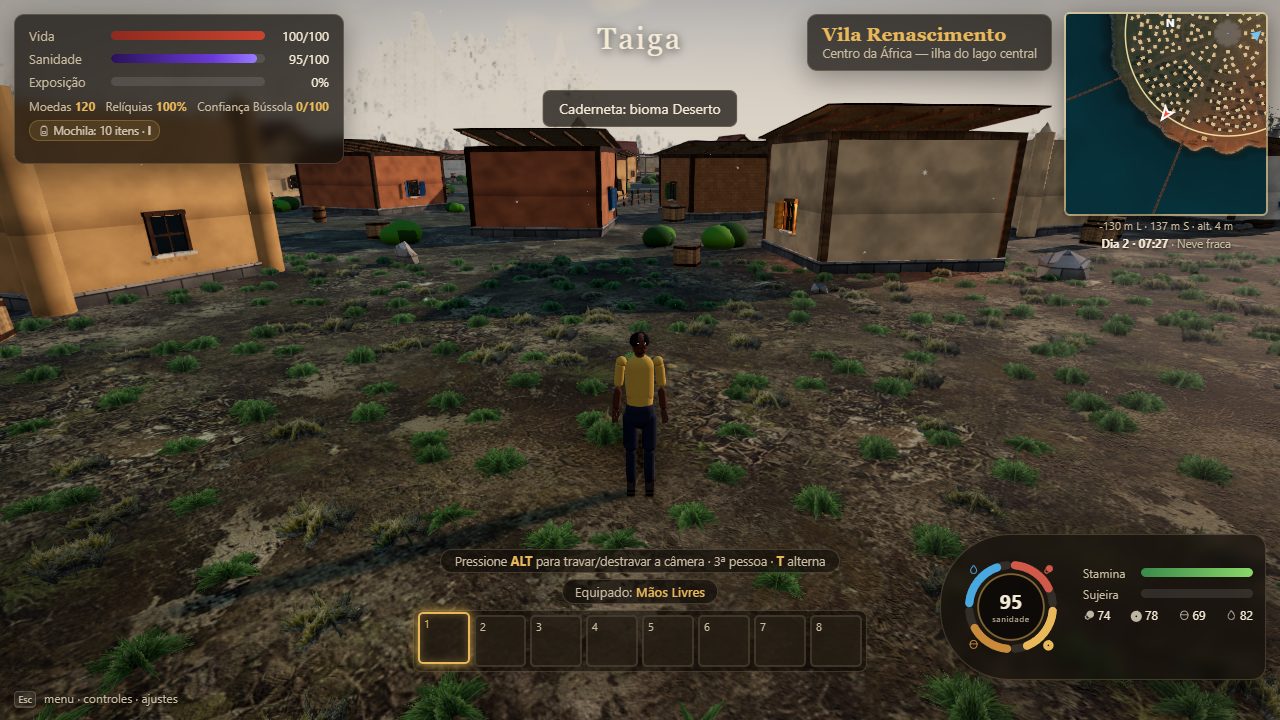 Vida 100/100
Sanidade 95/100
Exposição 0%
Moedas 120 Relíquias 100% Confiança Bússola 0/100
Mochila: 10 itens · I
Taiga
Caderneta: bioma Deserto
Vila Renascimento
Centro da África — ilha do lago central
N
-130 m L · 137 m S · alt. 4 m
Dia 2 · 07:27 · Neve fraca
Pressione ALT para travar/destravar a câmera · 3ª pessoa · T alterna
Equipado: Mãos Livres
1 2 3 4 5 6 7 8
95
sanidade
Stamina
Sujeira
74 78 69 82
Esc menu · controles · ajustes